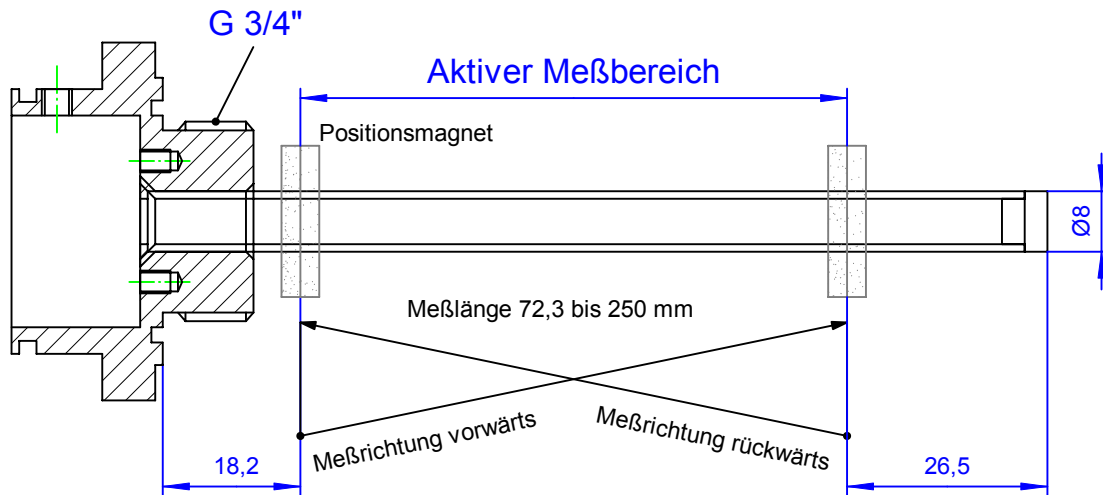 G 3/4"
Aktiver Meßbereich
Positionsmagnet
Ø8
Meßlänge 72,3 bis 250 mm
Meßrichtung vorwärts
Meßrichtung rückwärts
18,2
26,5